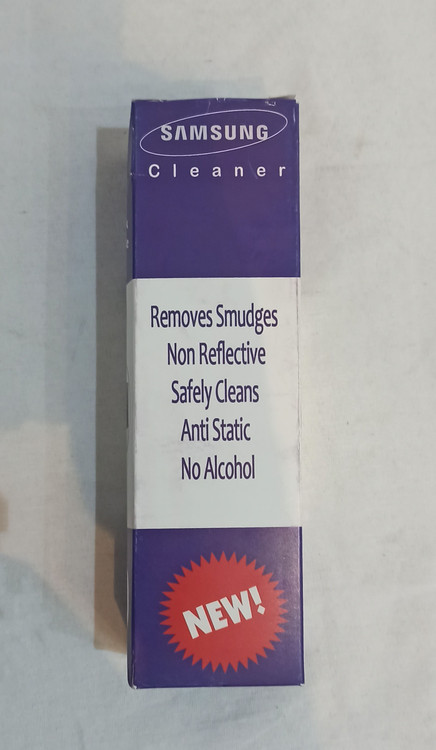 SAMSUNG
Cleaner
Removes Smudges
Non Reflective
Safely Cleans
Anti Static
No Alcohol
NEW!